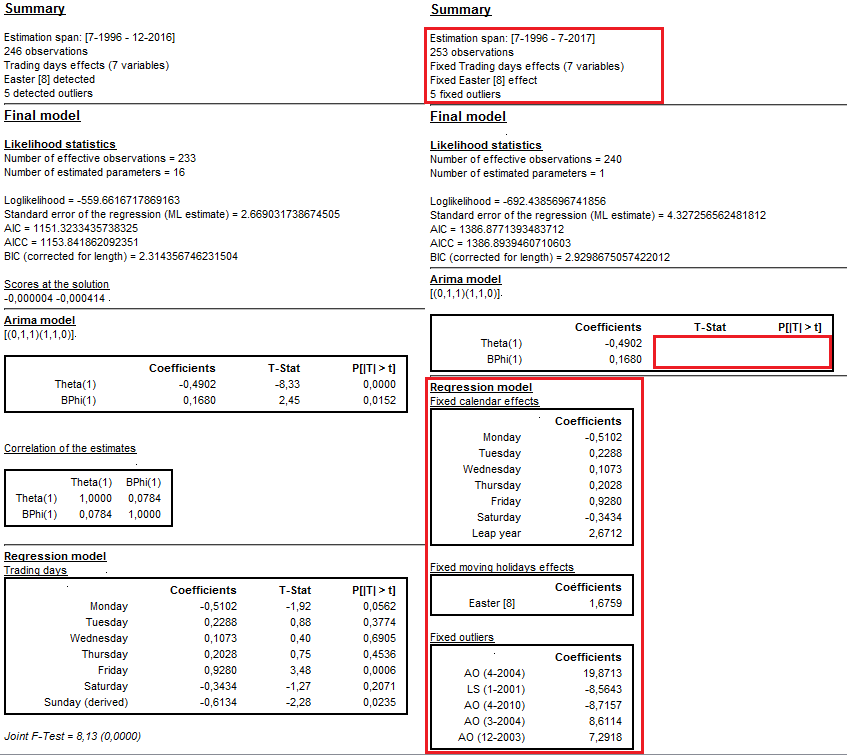 Summary
Estimation span: [7-1996 - 12-2016]
246 observations
Trading days effects (7 variables)
Easter [8] detected
5 detected outliers
Final model
Likelihood statistics
Number of effective observations = 233
Number of estimated parameters = 16
Loglikelihood = -559.6616717869163
Standard error of the regression (ML estimate) = 2.669031738674505
AIC = 1151.3233435738325
AICC = 1153.841862092351
BIC (corrected for length) = 2.314356746231504
Scores at the solution
-0,000004 -0,000414 .
Arima model
[(0,1,1)(1,1,0)].
Coefficients T-Stat P[|T| > t]
Theta(1) -0,4902 -8,33 0,0000
BPhi(1) 0,1680 2,45 0,0152
Correlation of the estimates
Theta(1) BPhi(1)
Theta(1) 1,0000 0,0784
BPhi(1) 0,0784 1,0000
Regression model
Trading days
Coefficients T-Stat P[|T| > t]
Monday -0,5102 -1,92 0,0562
Tuesday 0,2288 0,88 0,3774
Wednesday 0,1073 0,40 0,6905
Thursday 0,2028 0,75 0,4536
Friday 0,9280 3,48 0,0006
Saturday -0,3434 -1,27 0,2071
Sunday (derived) -0,6134 -2,28 0,0235
Joint F-Test = 8,13 (0,0000)
Summary
Estimation span: [7-1996 - 7-2017]
253 observations
Fixed Trading days effects (7 variables)
Fixed Easter [8] effect
5 fixed outliers
Final model
Likelihood statistics
Number of effective observations = 240
Number of estimated parameters = 1
Loglikelihood = -692.4385696741856
Standard error of the regression (ML estimate) = 4.327256562481812
AIC = 1386.8771393483712
AICC = 1386.8939460710603
BIC (corrected for length) = 2.9298675057422012
Arima model
[(0,1,1)(1,1,0)].
Coefficients T-Stat P[|T| > t]
Theta(1) -0,4902
BPhi(1) 0,1680
Regression model
Fixed calendar effects
Coefficients
Monday -0,5102
Tuesday 0,2288
Wednesday 0,1073
Thursday 0,2028
Friday 0,9280
Saturday -0,3434
Leap year 2,6712
Fixed moving holidays effects
Coefficients
Easter [8] 1,6759
Fixed outliers
Coefficients
AO (4-2004) 19,8713
LS (1-2001) -8,5643
AO (4-2010) -8,7157
AO (3-2004) 8,6114
AO (12-2003) 7,2918